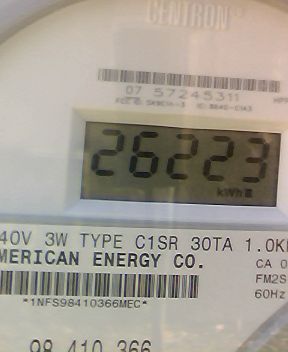 CENTRON®
07 57245311
26223
kWh
40V 3W TYPE C1SR 30TA 1.0K
MERICAN ENERGY CO.
CA 0
FM2S
*1NFS98410366MEC*
60Hz
98 410 366